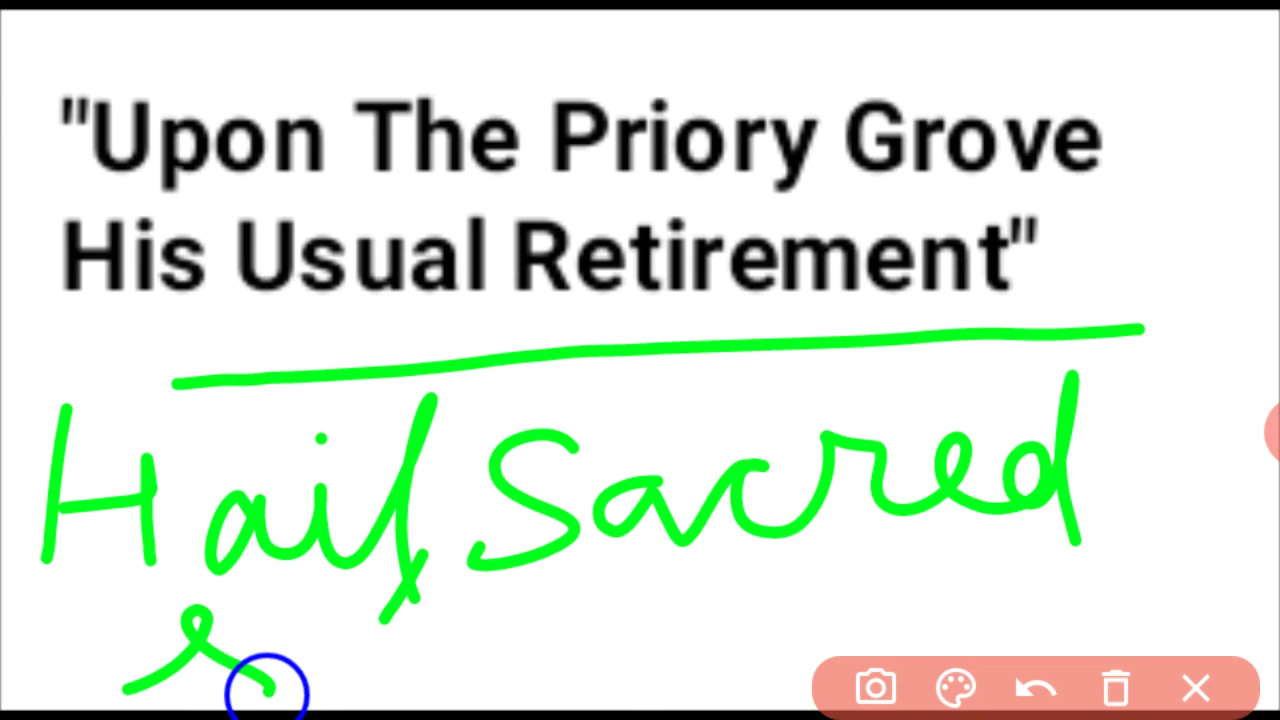 "Upon The Priory Grove
His Usual Retirement"
Hail, Sacred